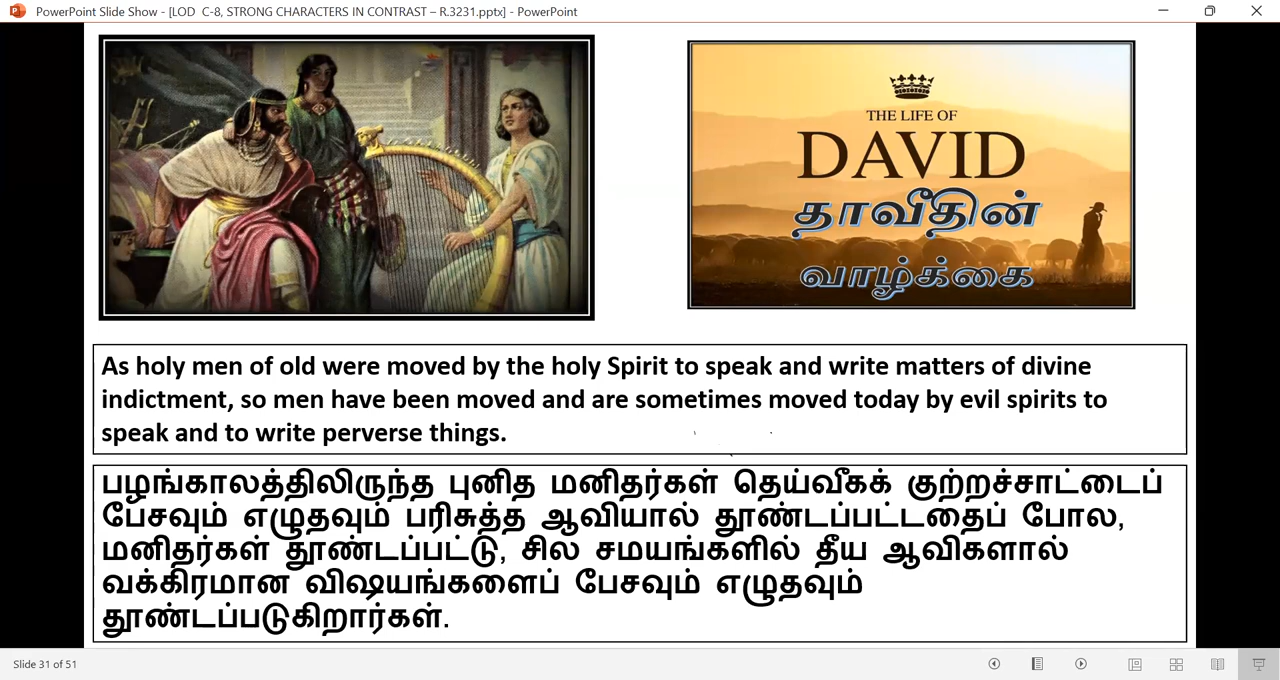 PowerPoint Slide Show - [LOD  C-8, STRONG CHARACTERS IN CONTRAST – R.3231.pptx] - PowerPoint
THE LIFE OF
DAVID
தாவீதின்
வாழ்க்கை
As holy men of old were moved by the holy Spirit to speak and write matters of divine
indictment, so men have been moved and are sometimes moved today by evil spirits to
speak and to write perverse things.
பழங்காலத்திலிருந்த புனித மனிதர்கள் தெய்வீகக் குற்றச்சாட்டைப்
பேசவும் எழுதவும் பரிசுத்த ஆவியால் தூண்டப்பட்டதைப் போல,
மனிதர்கள் தூண்டப்பட்டு, சில சமயங்களில் தீய ஆவிகளால்
வக்கிரமான விஷயங்களைப் பேசவும் எழுதவும்
தூண்டப்படுகிறார்கள்.
Slide 31 of 51